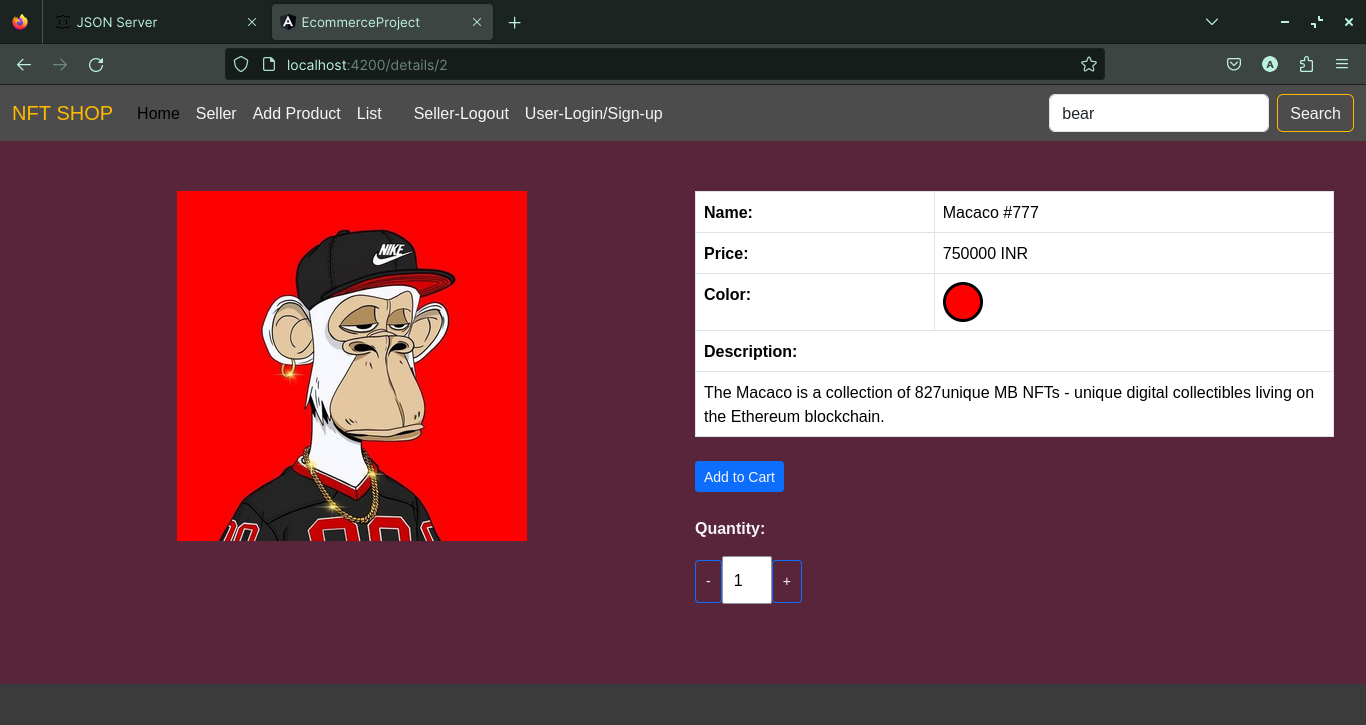 JSON Server
EcommerceProject
localhost:4200/details/2
A
NFT SHOP Home Seller Add Product List Seller-Logout User-Login/Sign-up bear Search
NIKE
Name: Macaco #777
Price: 750000 INR
Color:
Description:
The Macaco is a collection of 827unique MB NFTs - unique digital collectibles living on
the Ethereum blockchain.
Add to Cart
Quantity:
- 1 +